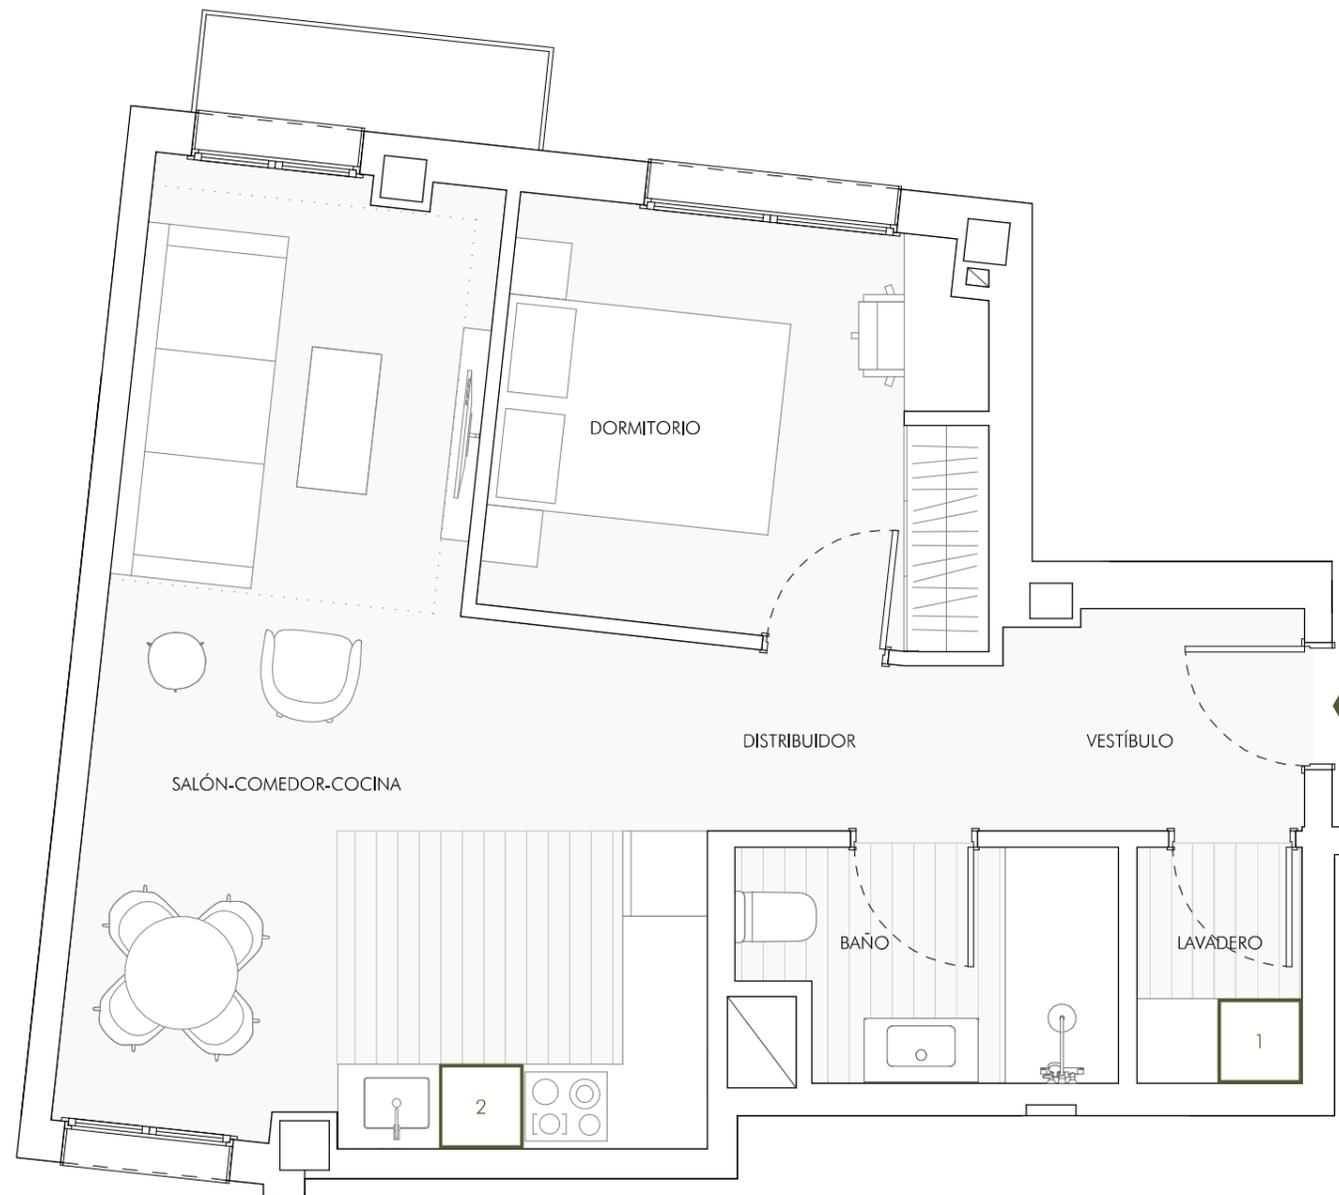 DORMITORIO
DISTRIBUIDOR
VESTÍBULO
SALÓN-COMEDOR-COCINA
BAÑO
LAVADERO
1
2